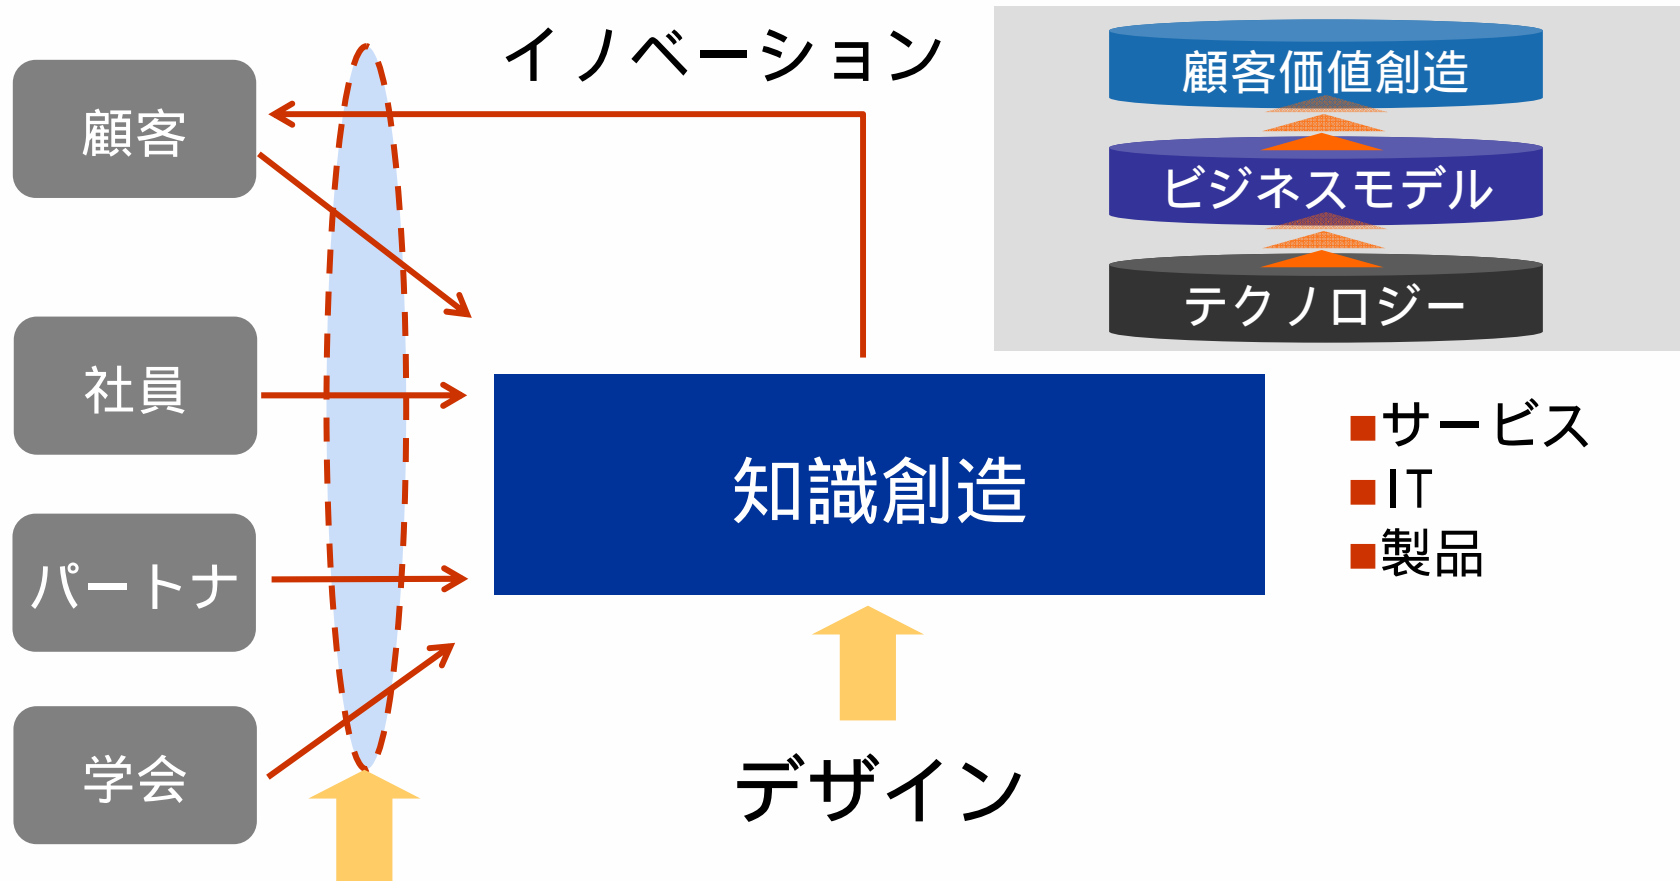 イノベーション
顧客
社員
パートナ
学会
知識創造
デザイン
顧客価値創造
ビジネスモデル
テクノロジー
■サービス
■IT
■製品